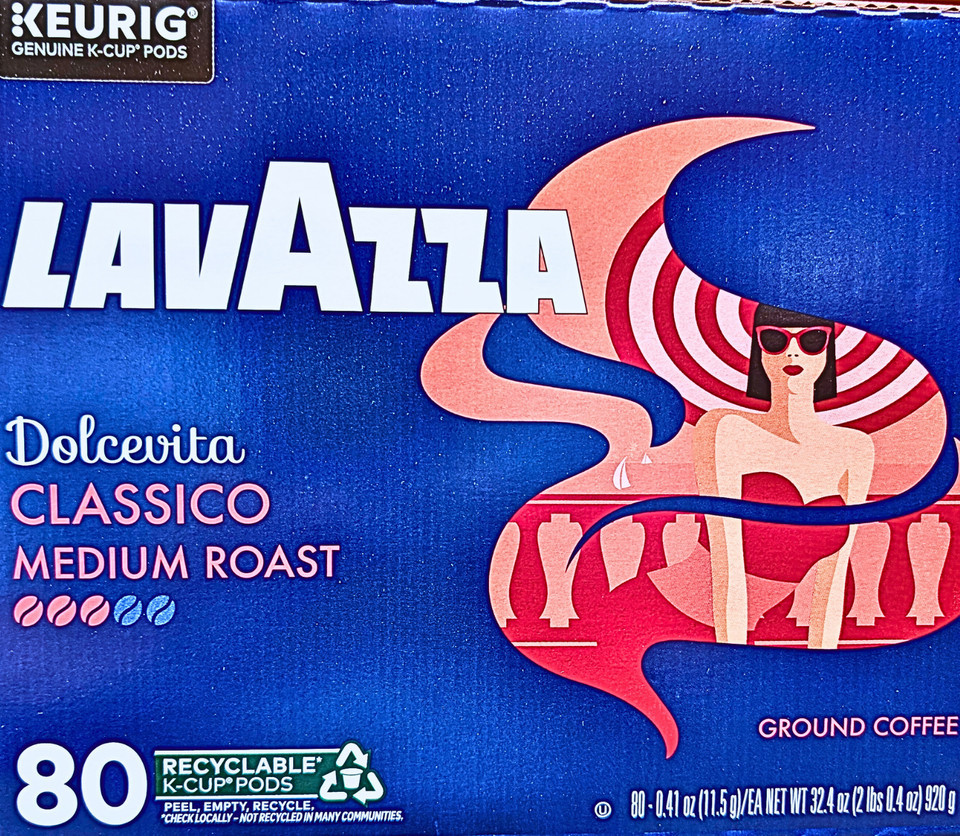 KEURIG®
GENUINE K-CUP® PODS
LAVAZZA
Dolcevita
CLASSICO
MEDIUM ROAST
80
RECYCLABLE*
K-CUP® PODS
PEEL, EMPTY, RECYCLE.
*CHECK LOCALLY – NOT RECYCLED IN MANY COMMUNITIES.
GROUND COFFEE
U 80 - 0.41 oz (11.5 g)/EA NET WT 32.4 oz (2 lbs 0.4 oz) 920 g